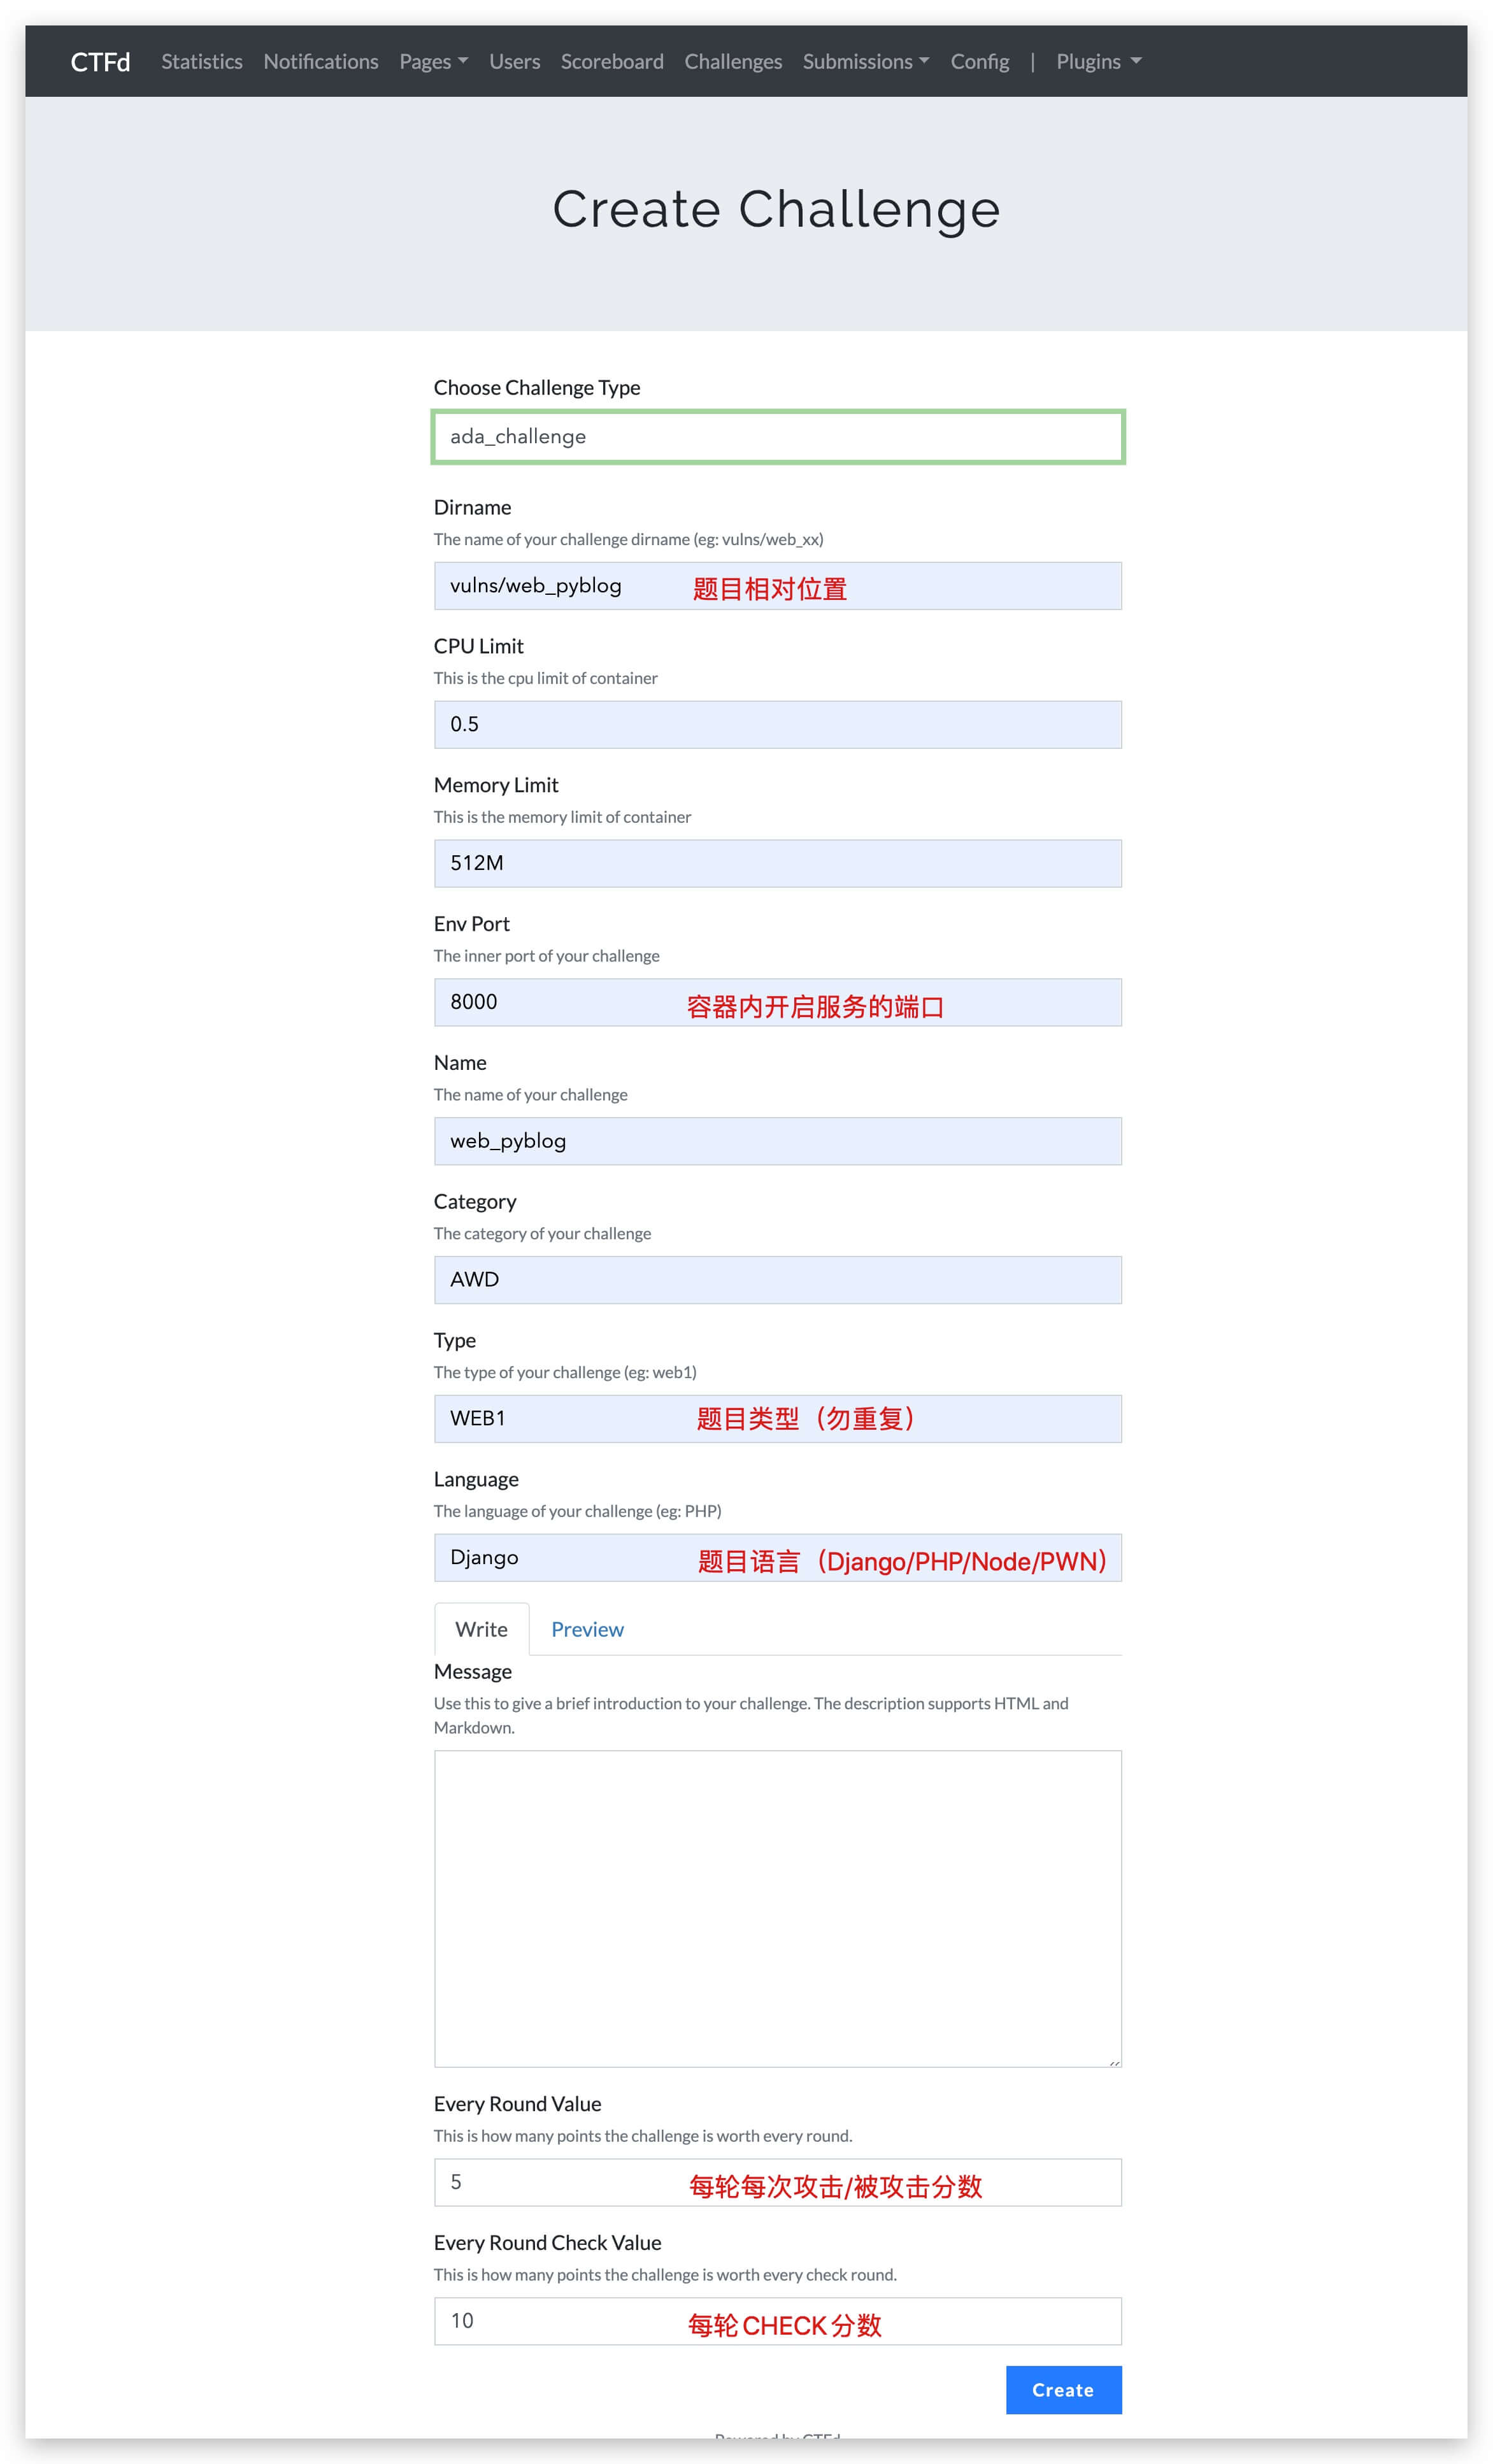 CTFd Statistics Notifications Pages Users Scoreboard Challenges Submissions Config | Plugins
Create Challenge
Choose Challenge Type
ada_challenge
Dirname
The name of your challenge dirname (eg: vulns/web_xx)
vulns/web_pyblog 题目相对位置
CPU Limit
This is the cpu limit of container
0.5
Memory Limit
This is the memory limit of container
512M
Env Port
The inner port of your challenge
8000 容器内开启服务的端口
Name
The name of your challenge
web_pyblog
Category
The category of your challenge
AWD
Type
The type of your challenge (eg: web1)
WEB1 题目类型（勿重复）
Language
The language of your challenge (eg: PHP)
Django 题目语言（Django/PHP/Node/PWN）
Write Preview
Message
Use this to give a brief introduction to your challenge. The description supports HTML and
Markdown.
Every Round Value
This is how many points the challenge is worth every round.
5 每轮每次攻击/被攻击分数
Every Round Check Value
This is how many points the challenge is worth every check round.
10 每轮CHECK分数
Create
Powered by CTFd